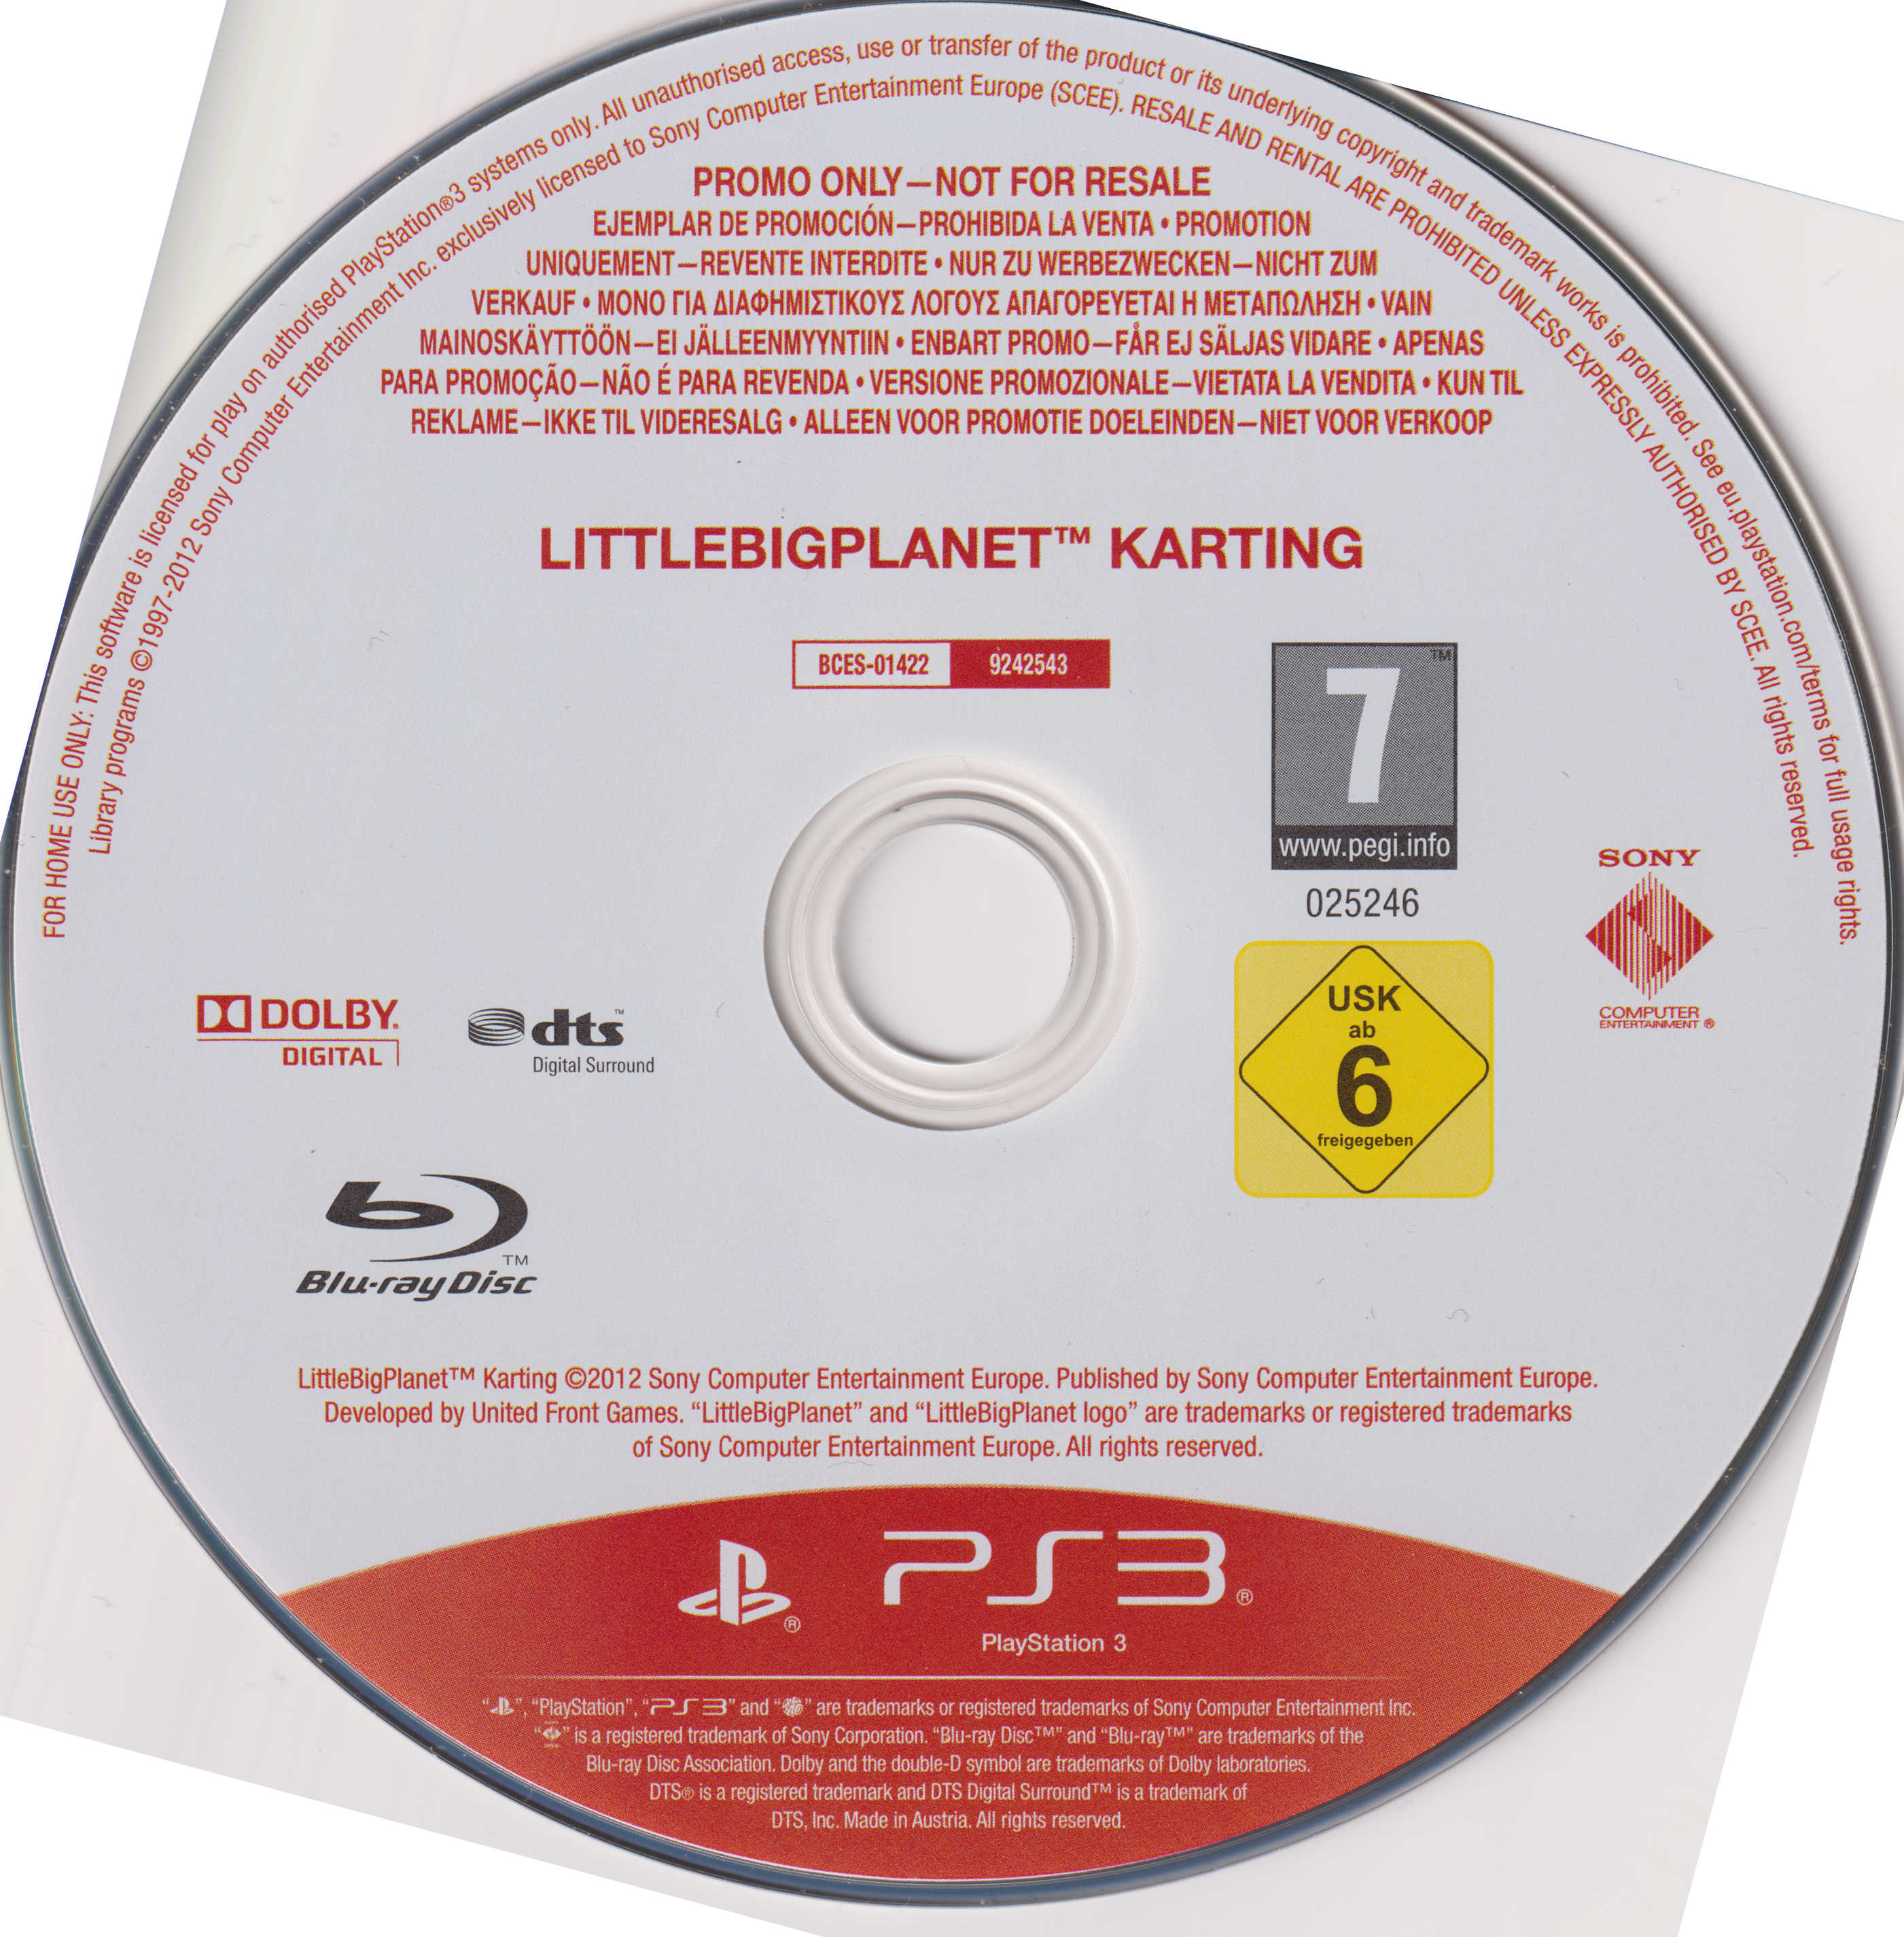 FOR HOME USE ONLY: This software is licensed for play on authorised PlayStation®3 systems only. All unauthorised access, use or transfer of the product or its underlying copyright and trademark works is prohibited. See eu.playstation.com/terms for full usage rights.
Library programs ©1997-2012 Sony Computer Entertainment Inc. exclusively licensed to Sony Computer Entertainment Europe (SCEE). RESALE AND RENTAL ARE PROHIBITED UNLESS EXPRESSLY AUTHORISED BY SCEE. All rights reserved.
PROMO ONLY—NOT FOR RESALE
EJEMPLAR DE PROMOCIÓN—PROHIBIDA LA VENTA • PROMOTION
UNIQUEMENT—REVENTE INTERDITE • NUR ZU WERBEZWECKEN—NICHT ZUM
VERKAUF • ΜΟΝΟ ΓΙΑ ΔΙΑΦΗΜΙΣΤΙΚΟΥΣ ΛΟΓΟΥΣ ΑΠΑΓΟΡΕΥΕΤΑΙ Η ΜΕΤΑΠΩΛΗΣΗ • VAIN
MAINOSKÄYTTÖÖN—EI JÄLLEENMYYNTIIN • ENBART PROMO—FÅR EJ SÄLJAS VIDARE • APENAS
PARA PROMOÇÃO—NÃO É PARA REVENDA • VERSIONE PROMOZIONALE—VIETATA LA VENDITA • KUN TIL
REKLAME—IKKE TIL VIDERESALG • ALLEEN VOOR PROMOTIE DOELEINDEN—NIET VOOR VERKOOP
LITTLEBIGPLANET™ KARTING
BCES-01422 9242543
7™
www.pegi.info
025246
SONY
COMPUTER
ENTERTAINMENT ®
DOLBY®
DIGITAL
dts™
Digital Surround
USK
ab
6
freigegeben
Blu-ray Disc™
LittleBigPlanet™ Karting ©2012 Sony Computer Entertainment Europe. Published by Sony Computer Entertainment Europe.
Developed by United Front Games. “LittleBigPlanet” and “LittleBigPlanet logo” are trademarks or registered trademarks
of Sony Computer Entertainment Europe. All rights reserved.
® PS3®
PlayStation 3
“ ”, “PlayStation”, “PS3” and “ ” are trademarks or registered trademarks of Sony Computer Entertainment Inc.
“ ” is a registered trademark of Sony Corporation. “Blu-ray Disc™” and “Blu-ray™” are trademarks of the
Blu-ray Disc Association. Dolby and the double-D symbol are trademarks of Dolby laboratories.
DTS® is a registered trademark and DTS Digital Surround™ is a trademark of
DTS, Inc. Made in Austria. All rights reserved.